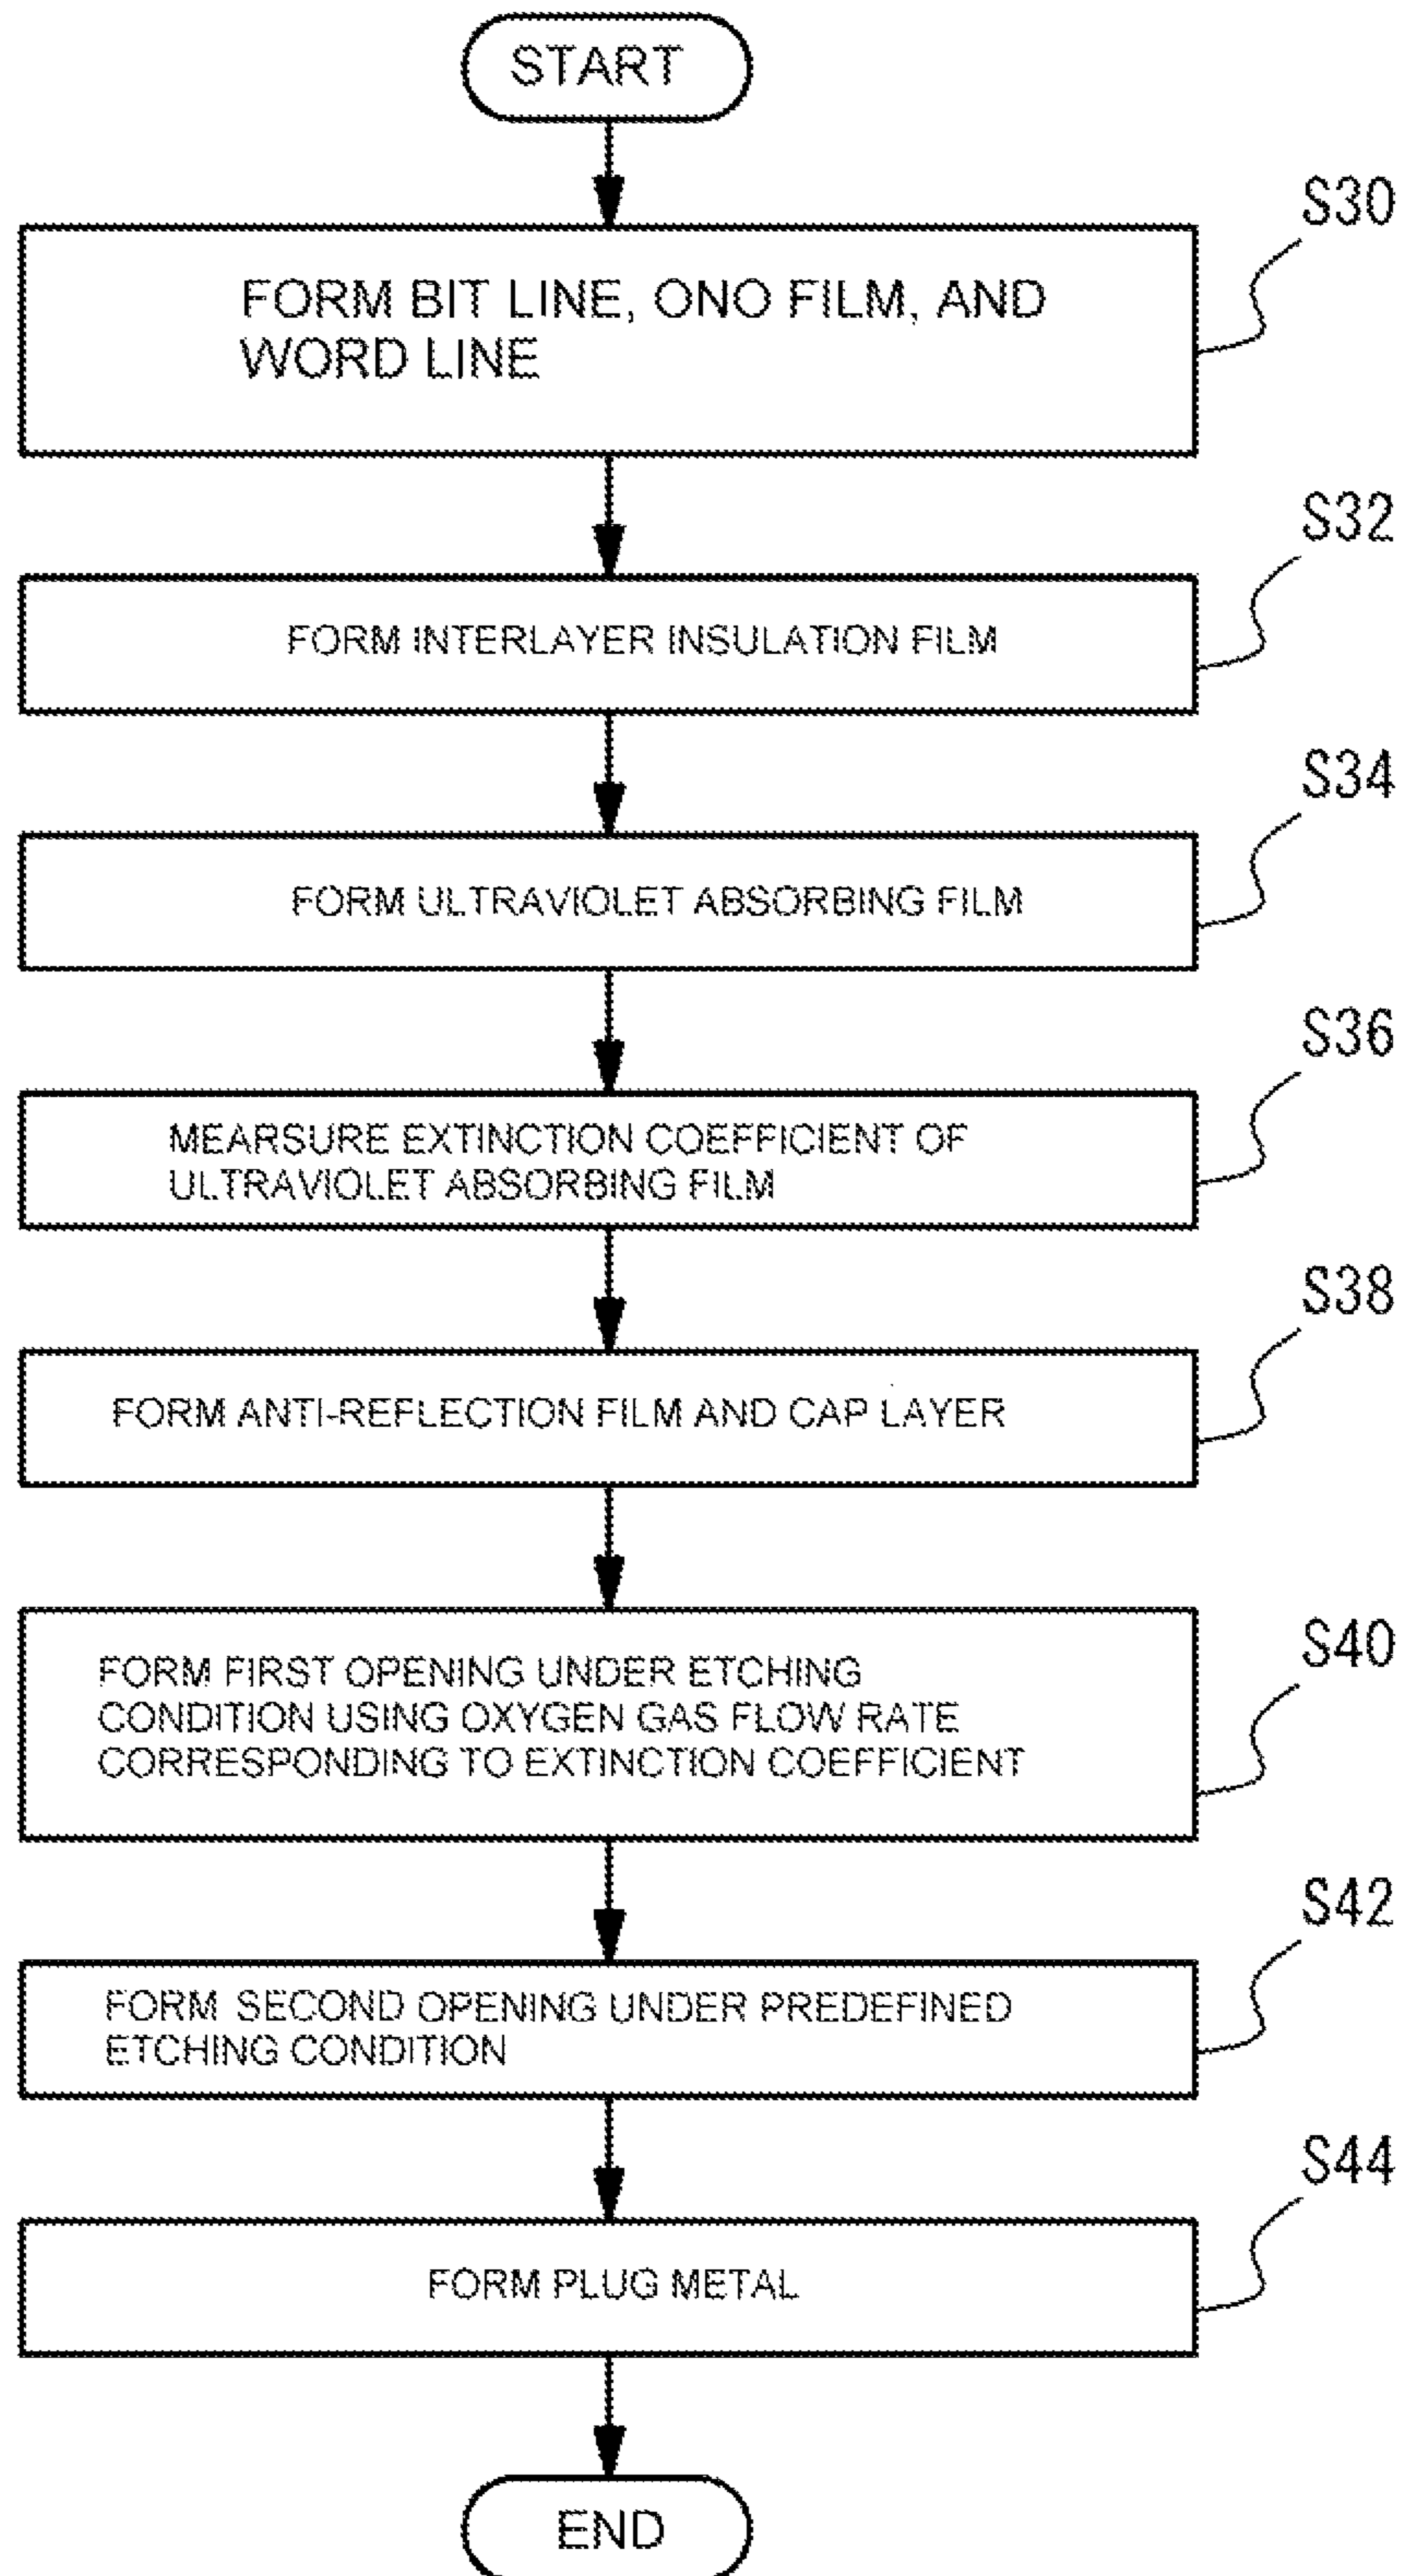 START
S30
FORM BIT LINE, ONO FILM, AND
WORD LINE
S32
FORM INTERLAYER INSULATION FILM
S34
FORM ULTRAVIOLET ABSORBING FILM
S36
MEARSURE EXTINCTION COEFFICIENT OF
ULTRAVIOLET ABSORBING FILM
S38
FORM ANTI-REFLECTION FILM AND CAP LAYER
S40
FORM FIRST OPENING UNDER ETCHING
CONDITION USING OXYGEN GAS FLOW RATE
CORRESPONDING TO EXTINCTION COEFFICIENT
S42
FORM SECOND OPENING UNDER PREDEFINED
ETCHING CONDITION
S44
FORM PLUG METAL
END